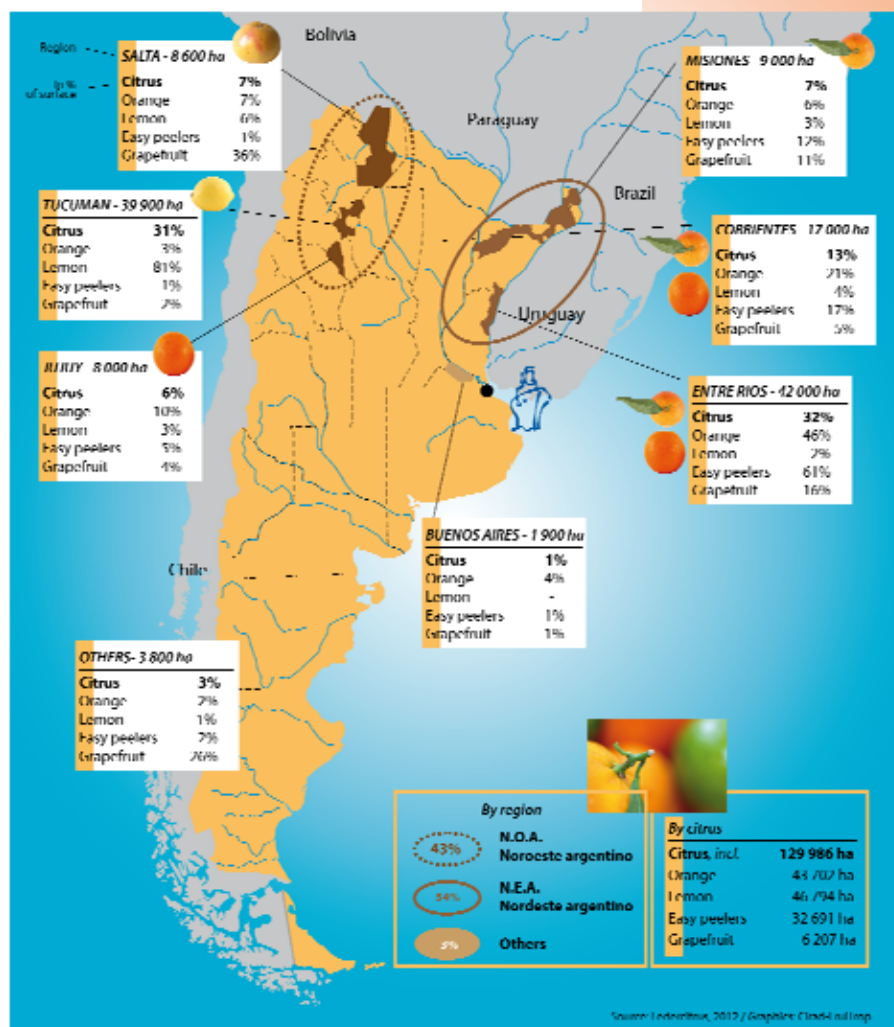 Bolivia
Region
In %
of surface
SALTA - 8 600 ha
Citrus 7%
Orange 7%
Lemon 6%
Easy peelers 1%
Grapefruit 36%
MISIONES 9 000 ha
Citrus 7%
Orange 6%
Lemon 3%
Easy peelers 12%
Grapefruit 11%
Paraguay
Brazil
TUCUMAN - 39 900 ha
Citrus 31%
Orange 3%
Lemon 81%
Easy peelers 1%
Grapefruit 2%
CORRIENTES 17 000 ha
Citrus 13%
Orange 21%
Lemon 4%
Easy peelers 17%
Grapefruit 5%
Uruguay
JUJUY 8 000 ha
Citrus 6%
Orange 10%
Lemon 3%
Easy peelers 5%
Grapefruit 4%
ENTRE RIOS - 42 000 ha
Citrus 32%
Orange 46%
Lemon 2%
Easy peelers 61%
Grapefruit 16%
BUENOS AIRES - 1 900 ha
Citrus 1%
Orange 4%
Lemon -
Easy peelers 1%
Grapefruit 1%
Chile
OTHERS - 3 800 ha
Citrus 3%
Orange 2%
Lemon 1%
Easy peelers 2%
Grapefruit 26%
By region
43% N.O.A.
Noroeste argentino
54% N.E.A.
Nordeste argentino
3% Others
By citrus
Citrus, incl. 129 986 ha
Orange 43 702 ha
Lemon 46 794 ha
Easy peelers 32 691 ha
Grapefruit 6 207 ha
Source: Federcitrus, 2012 / Graphics: Cirad-FruiTrop